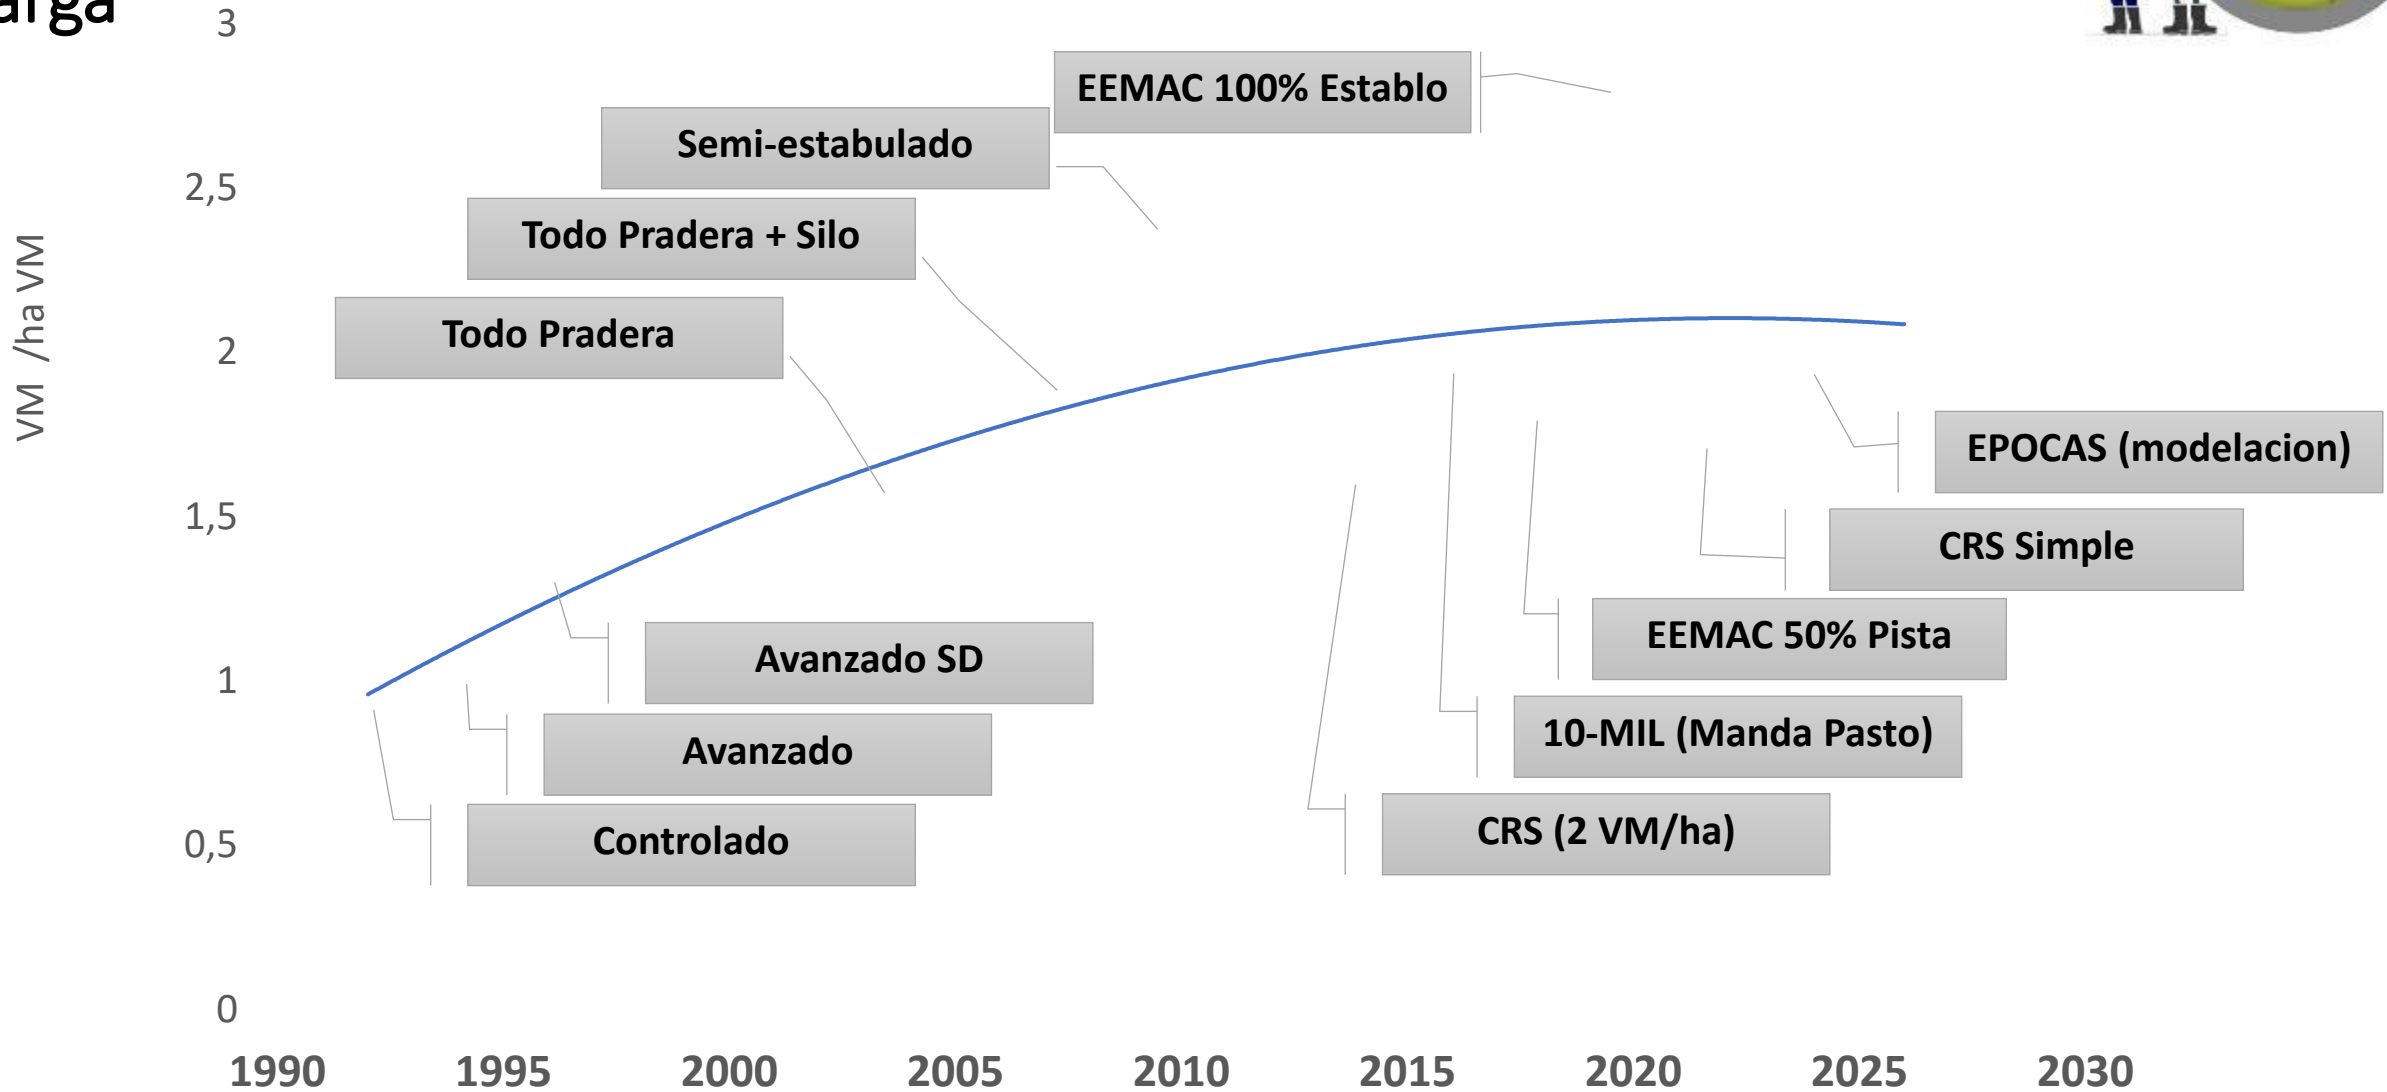 arga
3
EEMAC 100% Establo
Semi-estabulado
2,5
Todo Pradera + Silo
VM /ha VM
Todo Pradera
2
EPOCAS (modelacion)
1,5
CRS Simple
EEMAC 50% Pista
Avanzado SD
1
10-MIL (Manda Pasto)
Avanzado
CRS (2 VM/ha)
0,5
Controlado
0
1990 1995 2000 2005 2010 2015 2020 2025 2030